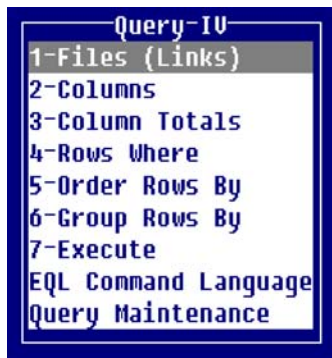 Query-IV
1-Files (Links)
2-Columns
3-Column Totals
4-Rows Where
5-Order Rows By
6-Group Rows By
7-Execute
EQL Command Language
Query Maintenance